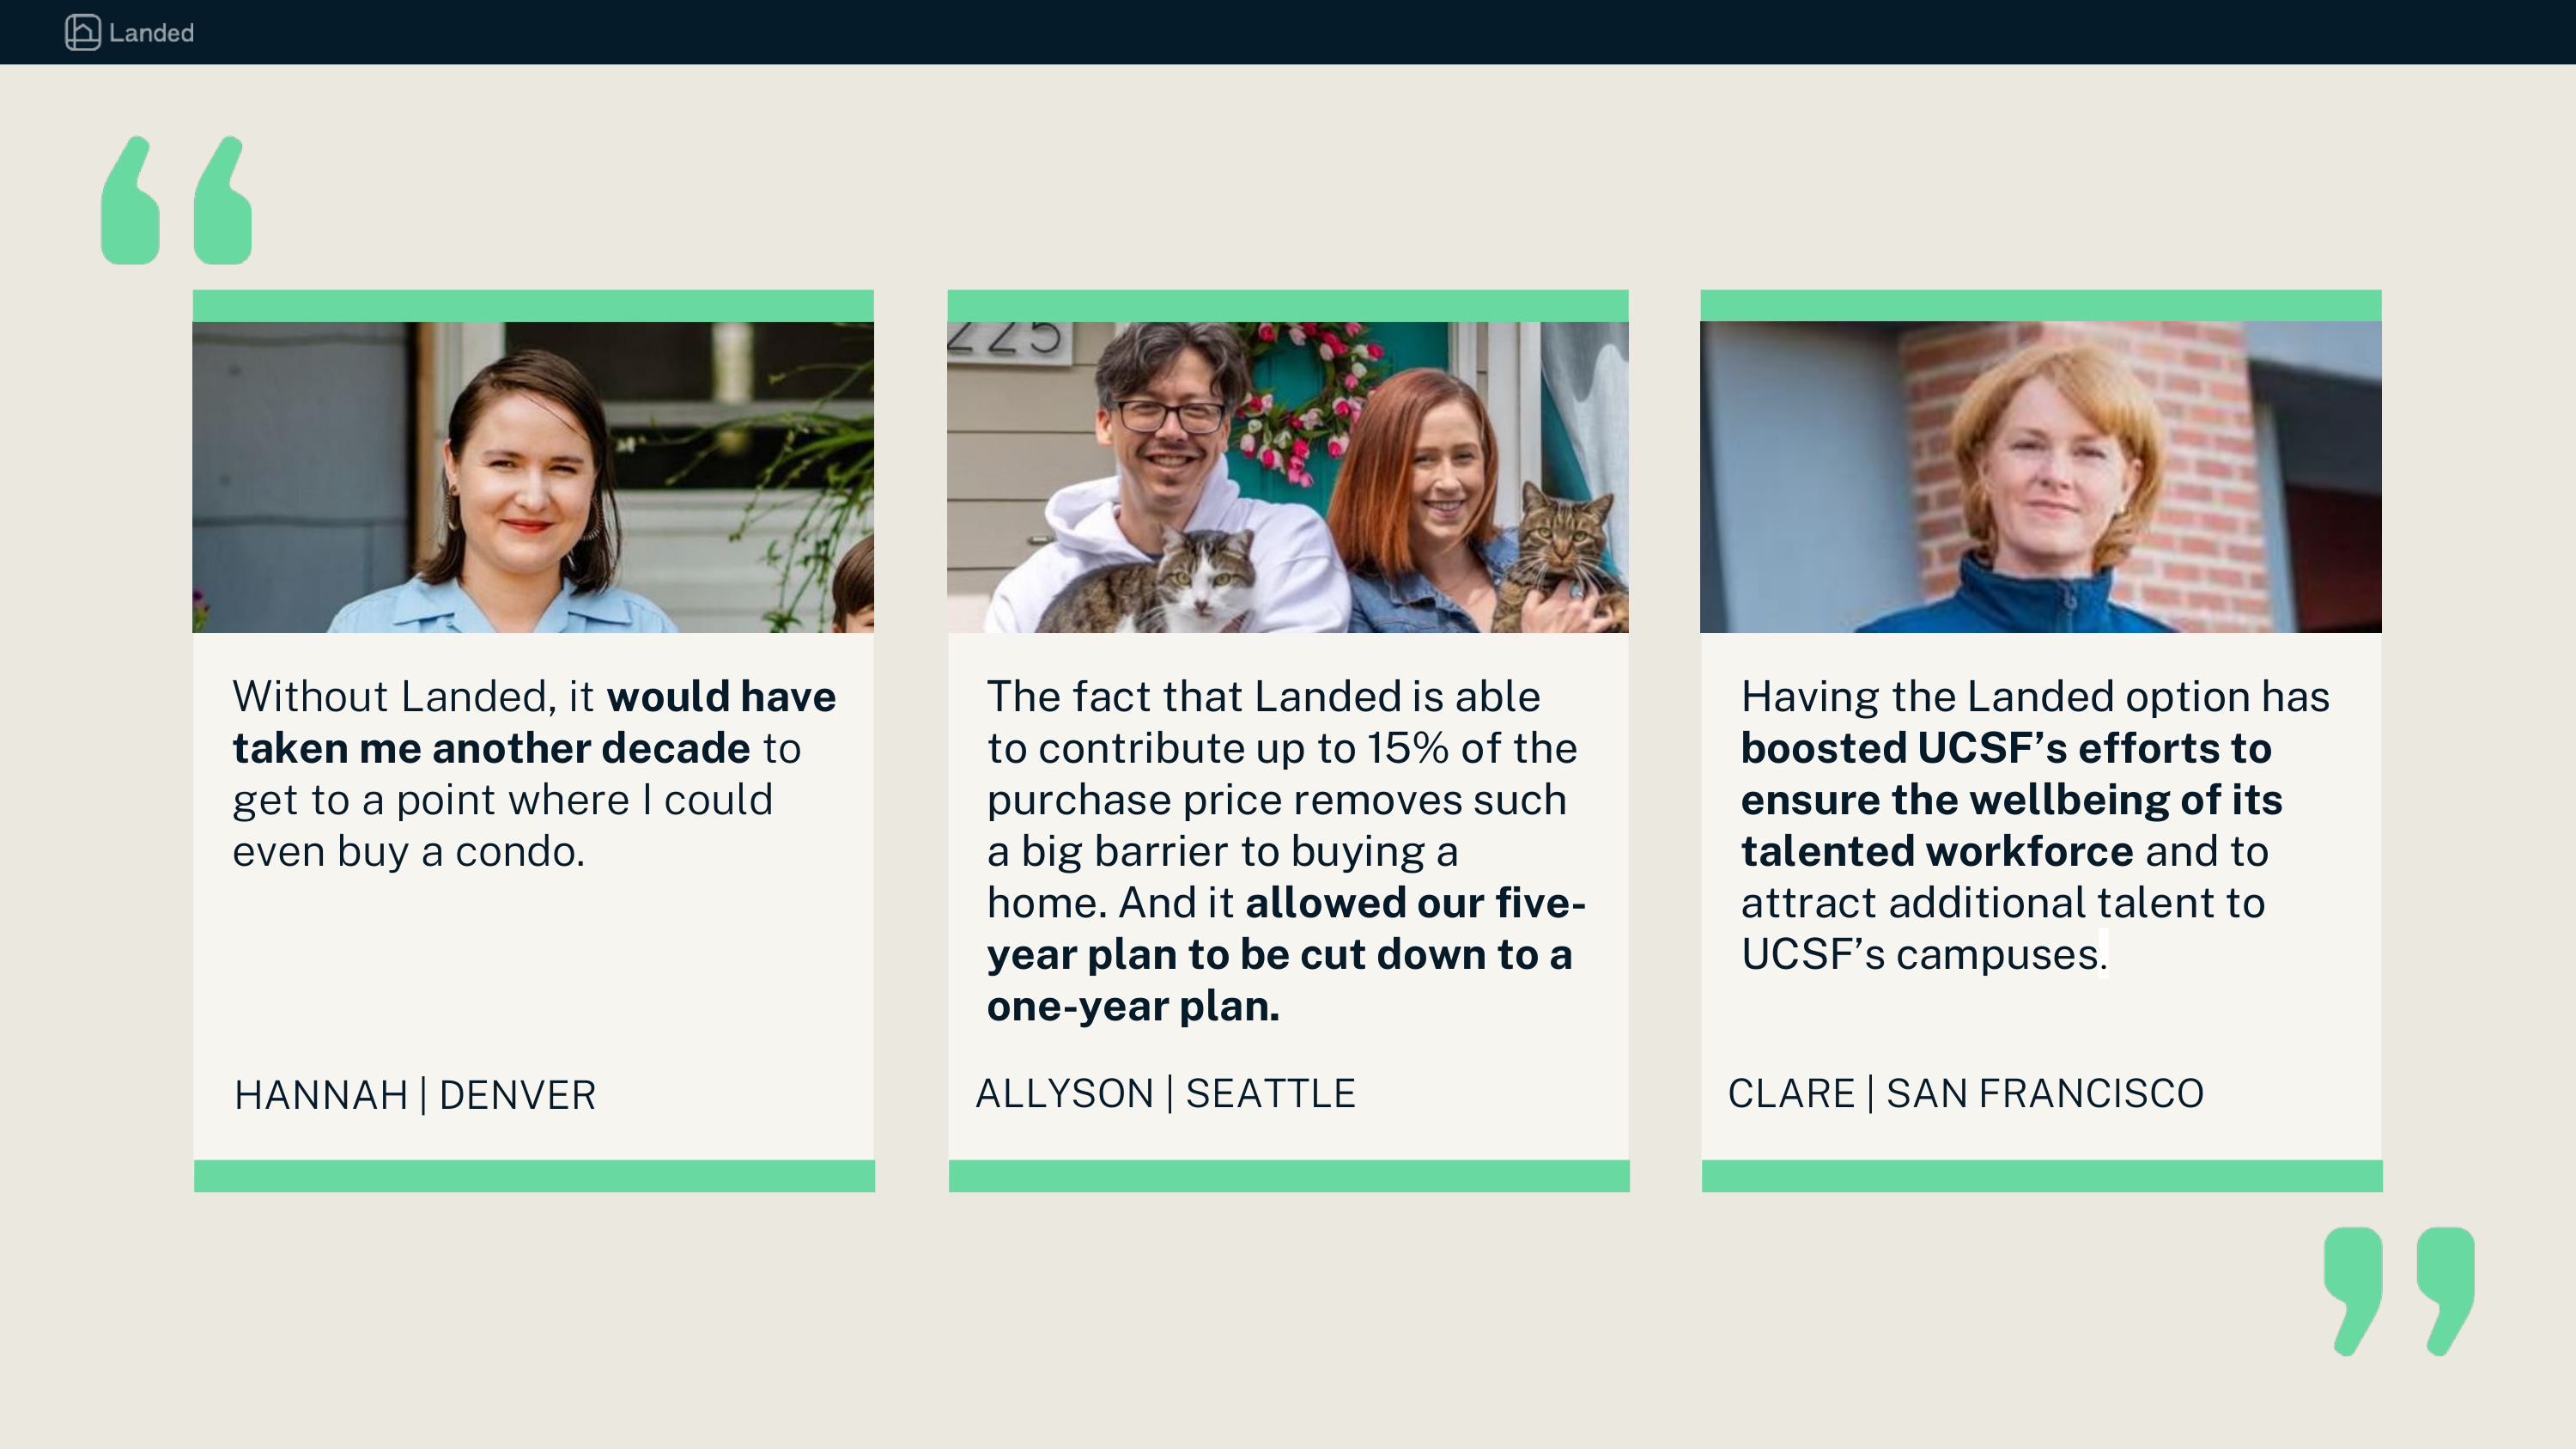 Landed
225
Without Landed, it would have
taken me another decade to
get to a point where I could
even buy a condo.
HANNAH | DENVER
The fact that Landed is able
to contribute up to 15% of the
purchase price removes such
a big barrier to buying a
home. And it allowed our five-
year plan to be cut down to a
one-year plan.
ALLYSON | SEATTLE
Having the Landed option has
boosted UCSF’s efforts to
ensure the wellbeing of its
talented workforce and to
attract additional talent to
UCSF’s campuses.
CLARE | SAN FRANCISCO